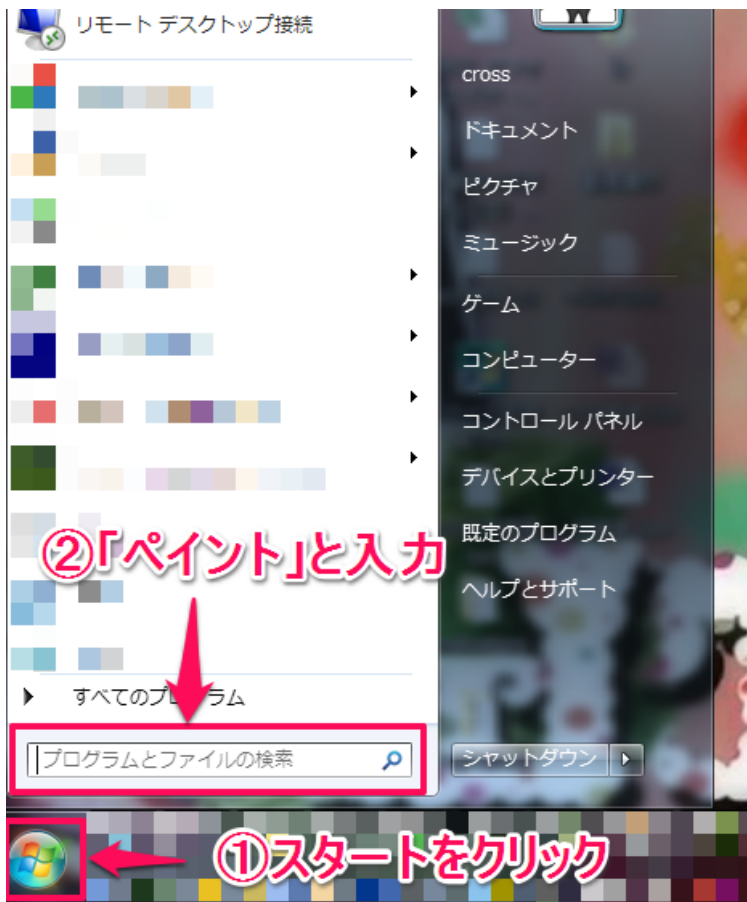 リモート デスクトップ接続
cross
ドキュメント
ピクチャ
ミュージック
ゲーム
コンピューター
コントロール パネル
デバイスとプリンター
既定のプログラム
ヘルプとサポート
②「ペイント」と入力
すべてのプログラム
プログラムとファイルの検索
シャットダウン
①スタートをクリック